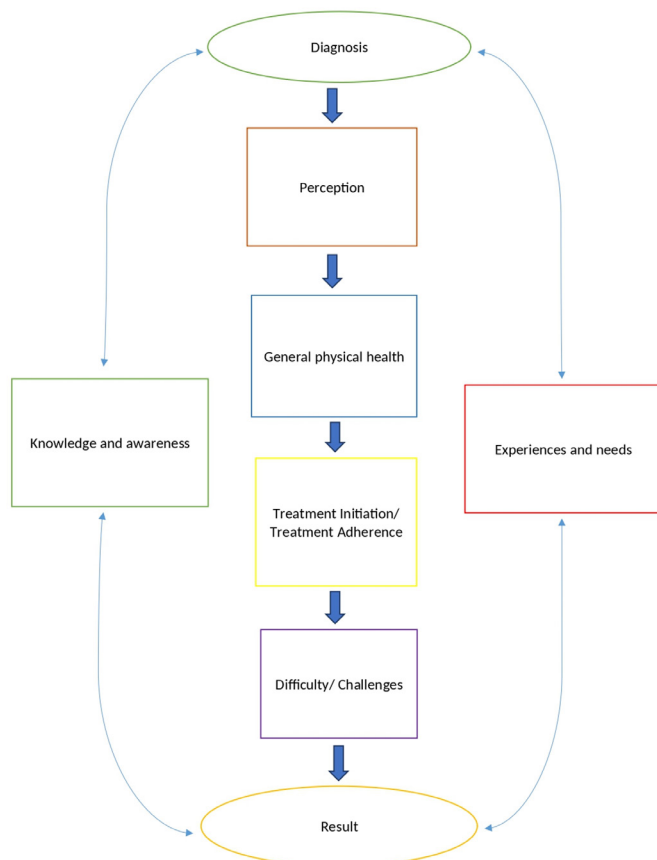 Diagnosis
Perception
General physical health
Knowledge and awareness
Experiences and needs
Treatment Initiation/
Treatment Adherence
Difficulty/ Challenges
Result